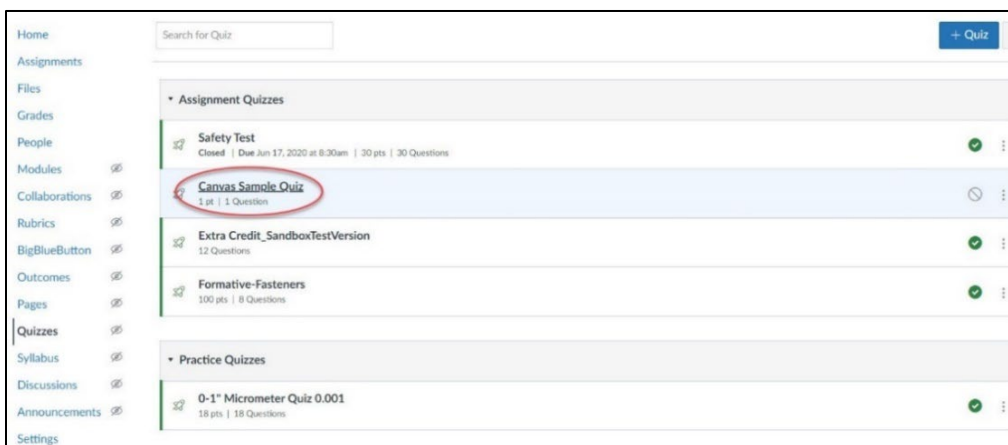 Home
Assignments
Files
Grades
People
Modules
Collaborations
Rubrics
BigBlueButton
Outcomes
Pages
Quizzes
Syllabus
Discussions
Announcements
Settings
Search for Quiz
+ Quiz
Assignment Quizzes
Safety Test
Closed | Due Jun 17, 2020 at 8:30am | 30 pts | 30 Questions
Canvas Sample Quiz
1 pt | 1 Question
Extra Credit_SandboxTestVersion
12 Questions
Formative-Fasteners
100 pts | 8 Questions
Practice Quizzes
0-1" Micrometer Quiz 0.001
18 pts | 18 Questions